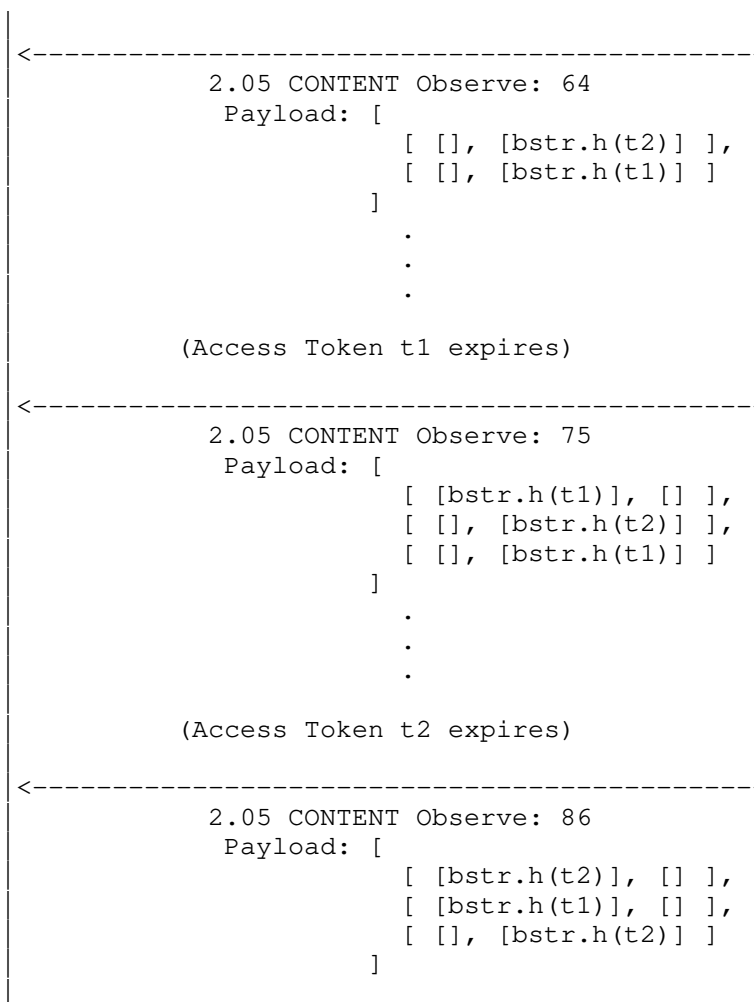 <---------------------------------------------
2.05 CONTENT Observe: 64
Payload: [
[ [], [bstr.h(t2)] ],
[ [], [bstr.h(t1)] ]
]
.
.
.
(Access Token t1 expires)
<---------------------------------------------
2.05 CONTENT Observe: 75
Payload: [
[ [bstr.h(t1)], [] ],
[ [], [bstr.h(t2)] ],
[ [], [bstr.h(t1)] ]
]
.
.
.
(Access Token t2 expires)
<---------------------------------------------
2.05 CONTENT Observe: 86
Payload: [
[ [bstr.h(t2)], [] ],
[ [bstr.h(t1)], [] ],
[ [], [bstr.h(t2)] ]
]